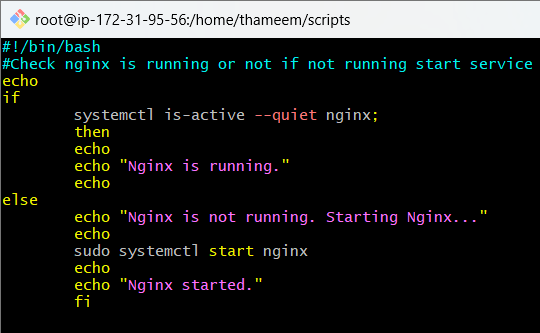 root@ip-172-31-95-56:/home/thameem/scripts
#!/bin/bash
#Check nginx is running or not if not running start service
echo
if
        systemctl is-active --quiet nginx;
        then
        echo
        echo "Nginx is running."
        echo
else
        echo "Nginx is not running. Starting Nginx..."
        echo
        sudo systemctl start nginx
        echo
        echo "Nginx started."
        fi